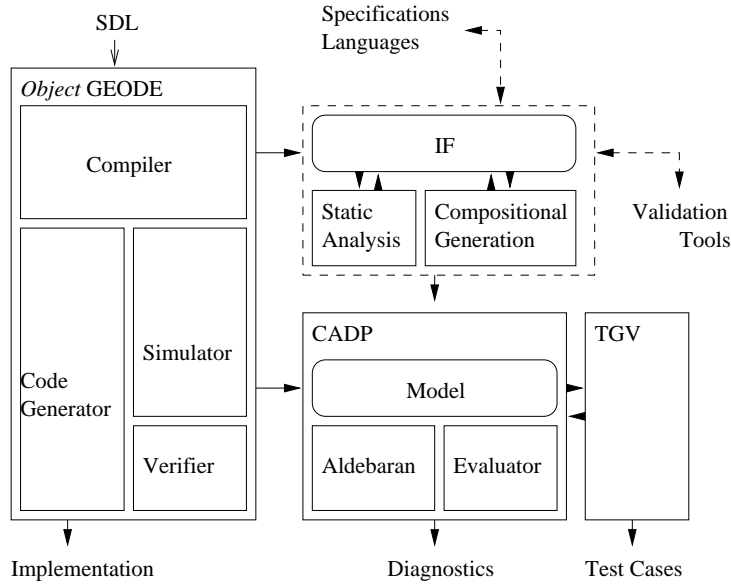 SDL
Specifications
Languages
Object GEODE
Compiler
IF
Static
Analysis
Compositional
Generation
Validation
Tools
Code
Generator
Simulator
Verifier
CADP
Model
Aldebaran
Evaluator
TGV
Implementation
Diagnostics
Test Cases